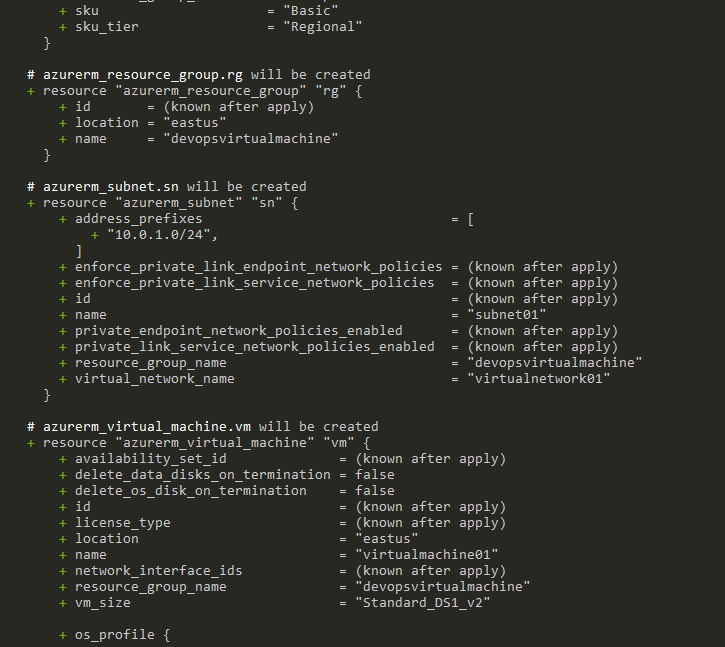 + sku = "Basic"
+ sku_tier = "Regional"
}
# azurerm_resource_group.rg will be created
+ resource "azurerm_resource_group" "rg" {
+ id = (known after apply)
+ location = "eastus"
+ name = "devopsvirtualmachine"
}
# azurerm_subnet.sn will be created
+ resource "azurerm_subnet" "sn" {
+ address_prefixes = [
+ "10.0.1.0/24",
]
+ enforce_private_link_endpoint_network_policies = (known after apply)
+ enforce_private_link_service_network_policies = (known after apply)
+ id = (known after apply)
+ name = "subnet01"
+ private_endpoint_network_policies_enabled = (known after apply)
+ private_link_service_network_policies_enabled = (known after apply)
+ resource_group_name = "devopsvirtualmachine"
+ virtual_network_name = "virtualnetwork01"
}
# azurerm_virtual_machine.vm will be created
+ resource "azurerm_virtual_machine" "vm" {
+ availability_set_id = (known after apply)
+ delete_data_disks_on_termination = false
+ delete_os_disk_on_termination = false
+ id = (known after apply)
+ license_type = (known after apply)
+ location = "eastus"
+ name = "virtualmachine01"
+ network_interface_ids = (known after apply)
+ resource_group_name = "devopsvirtualmachine"
+ vm_size = "Standard_DS1_v2"
+ os_profile {